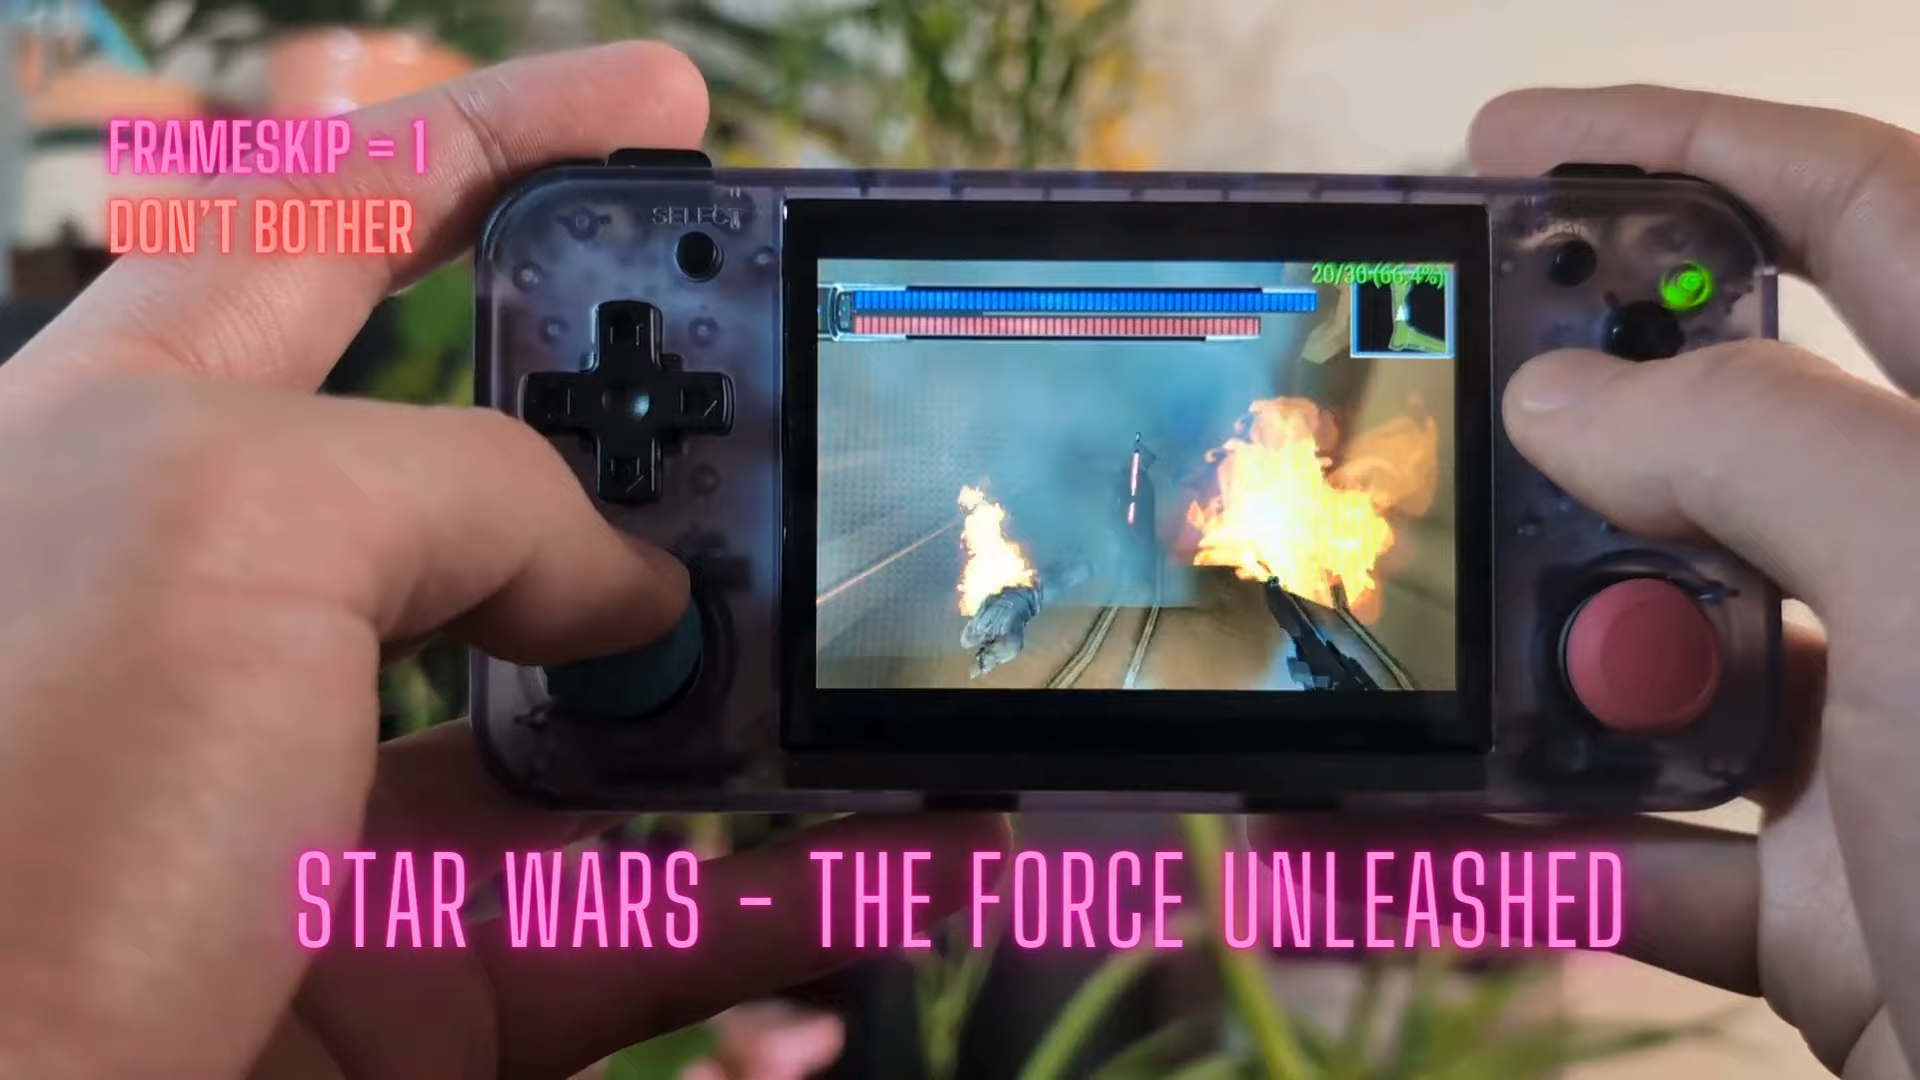 FRAMESKIP = 1
DON'T BOTHER
SELECT
20/30 (66.4%)
STAR WARS - THE FORCE UNLEASHED